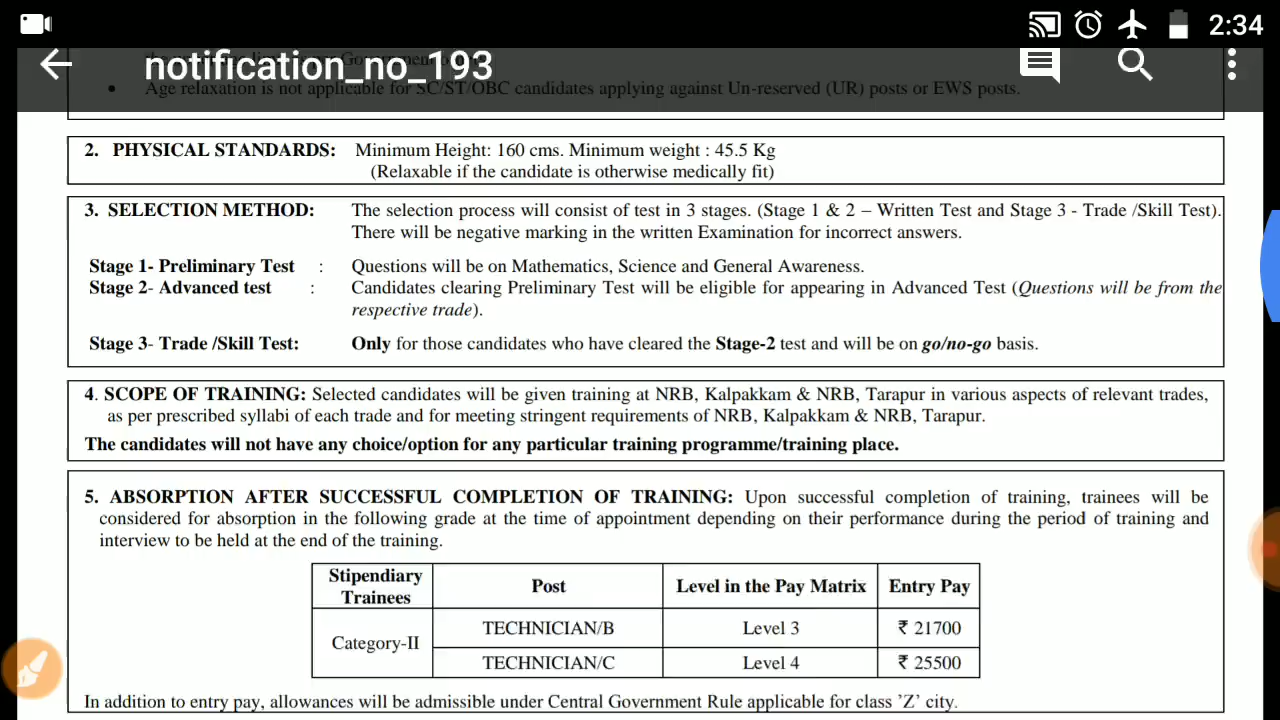 2:34
notification_no_193
Age relaxation is not applicable for SC/ST/OBC candidates applying against Un-reserved (UR) posts or EWS posts.
2. PHYSICAL STANDARDS: Minimum Height: 160 cms. Minimum weight : 45.5 Kg
(Relaxable if the candidate is otherwise medically fit)
3. SELECTION METHOD: The selection process will consist of test in 3 stages. (Stage 1 & 2 – Written Test and Stage 3 - Trade /Skill Test).
There will be negative marking in the written Examination for incorrect answers.
Stage 1- Preliminary Test : Questions will be on Mathematics, Science and General Awareness.
Stage 2- Advanced test : Candidates clearing Preliminary Test will be eligible for appearing in Advanced Test (Questions will be from the
respective trade).
Stage 3- Trade /Skill Test: Only for those candidates who have cleared the Stage-2 test and will be on go/no-go basis.
4. SCOPE OF TRAINING: Selected candidates will be given training at NRB, Kalpakkam & NRB, Tarapur in various aspects of relevant trades,
as per prescribed syllabi of each trade and for meeting stringent requirements of NRB, Kalpakkam & NRB, Tarapur.
The candidates will not have any choice/option for any particular training programme/training place.
5. ABSORPTION AFTER SUCCESSFUL COMPLETION OF TRAINING: Upon successful completion of training, trainees will be
considered for absorption in the following grade at the time of appointment depending on their performance during the period of training and
interview to be held at the end of the training.
Stipendiary
Trainees
Post
Level in the Pay Matrix
Entry Pay
Category-II
TECHNICIAN/B
Level 3
₹ 21700
TECHNICIAN/C
Level 4
₹ 25500
In addition to entry pay, allowances will be admissible under Central Government Rule applicable for class 'Z' city.